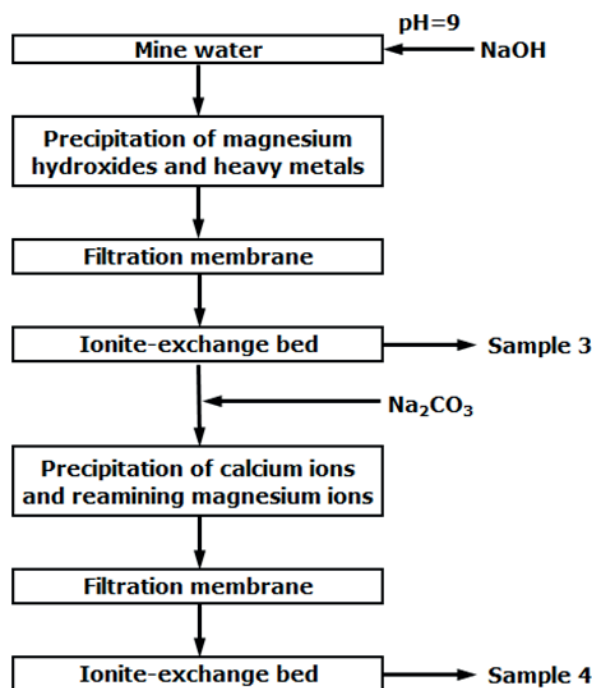 pH=9
Mine water
NaOH
Precipitation of magnesium
hydroxides and heavy metals
Filtration membrane
Ionite-exchange bed
Sample 3
Na₂CO₃
Precipitation of calcium ions
and reamining magnesium ions
Filtration membrane
Ionite-exchange bed
Sample 4